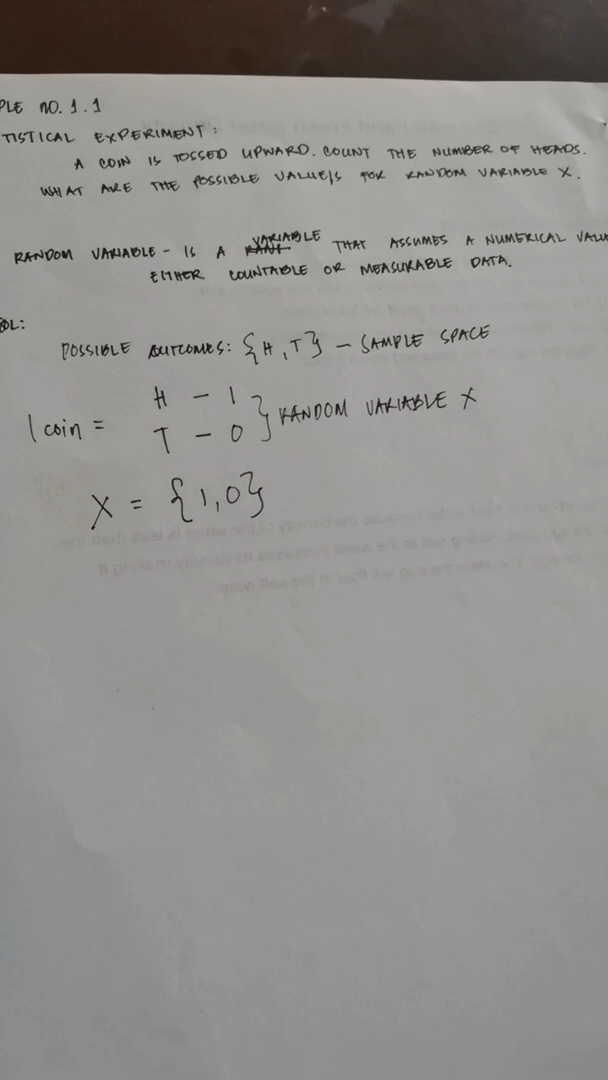 PLE NO. 1.1
TISTICAL EXPERIMENT:
A COIN IS TOSSED UPWARD. COUNT THE NUMBER OF HEADS.
WHAT ARE THE POSSIBLE VALUE/S FOR RANDOM VARIABLE X.
RANDOM VARIABLE - IS A VARIABLE THAT ASSUMES A NUMERICAL VALU
EITHER COUNTABLE OR MEASURABLE DATA.
OL:
POSSIBLE OUTCOMES: {H, T} - SAMPLE SPACE
H - 1
1 coin = } RANDOM VARIABLE X
T - 0
X = {1,0}